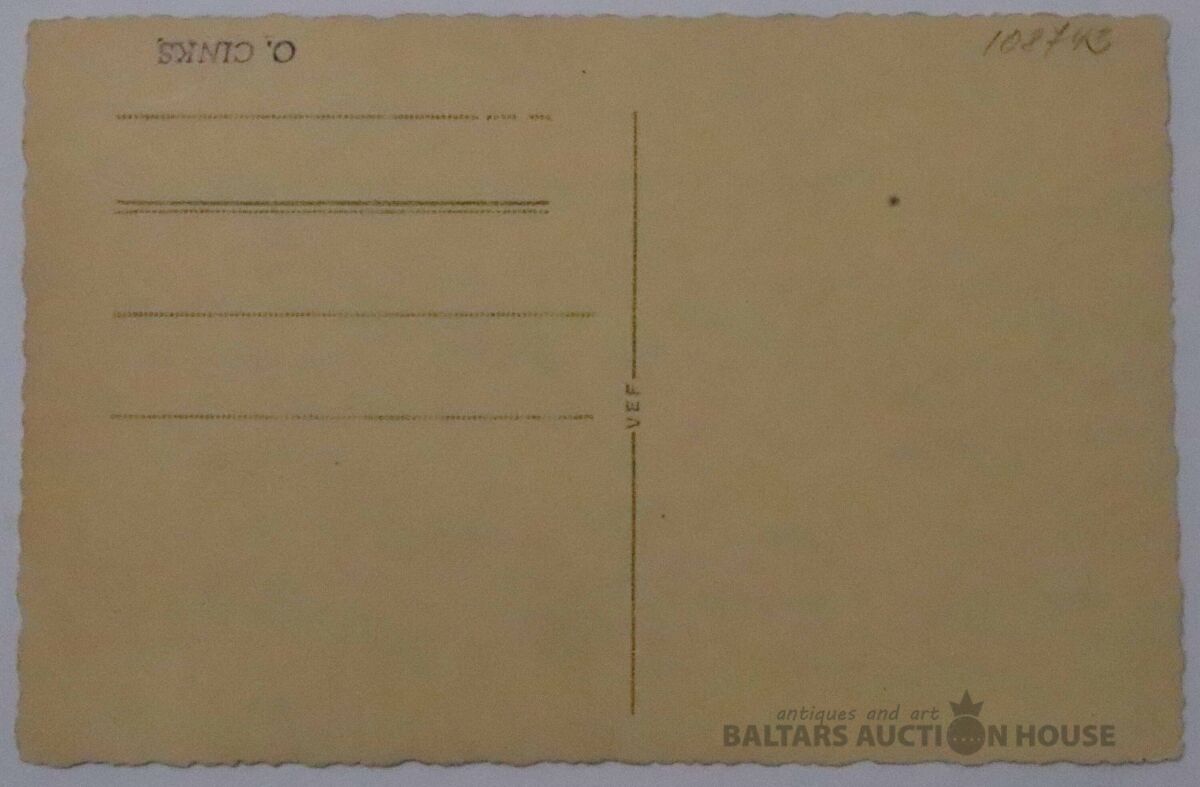 O. CINKS.
108742
VEF
antiques and art
BALTARS AUCTION HOUSE